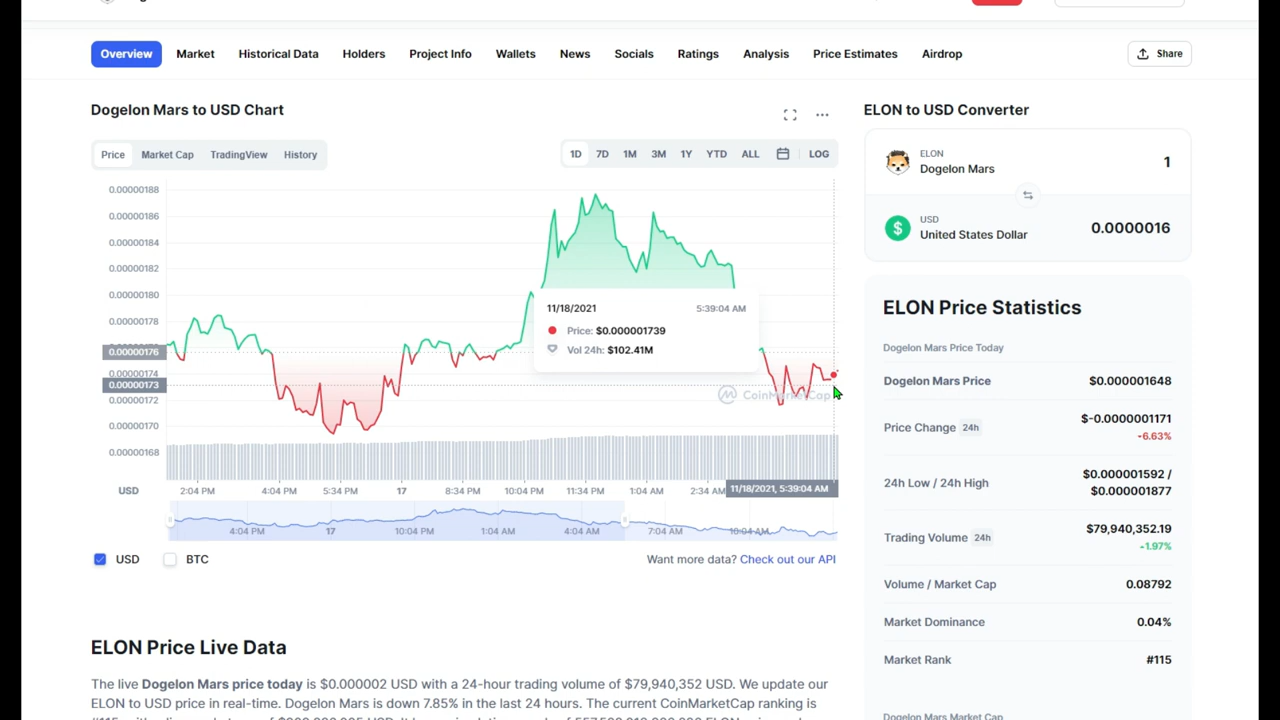 Overview Market Historical Data Holders Project Info Wallets News Socials Ratings Analysis Price Estimates Airdrop Share
Dogelon Mars to USD Chart
Price Market Cap TradingView History
1D 7D 1M 3M 1Y YTD ALL LOG
0.00000188
0.00000186
0.00000184
0.00000182
0.00000180
0.00000178
0.00000176
0.00000174
0.00000173
0.00000172
0.00000170
0.00000168
11/18/2021 5:39:04 AM
Price: $0.000001739
Vol 24h: $102.41M
CoinMarketCap
USD 2:04 PM 4:04 PM 5:34 PM 17 8:34 PM 10:04 PM 11:34 PM 1:04 AM 2:34 AM 11/18/2021, 5:39:04 AM
4:04 PM 17 10:04 PM 1:04 AM 4:04 AM 7:04 AM 10:04 AM
USD BTC
Want more data? Check out our API
ELON Price Live Data
The live Dogelon Mars price today is $0.000002 USD with a 24-hour trading volume of $79,940,352 USD. We update our
ELON to USD price in real-time. Dogelon Mars is down 7.85% in the last 24 hours. The current CoinMarketCap ranking is
ELON to USD Converter
ELON
Dogelon Mars
1
USD
United States Dollar
0.0000016
ELON Price Statistics
Dogelon Mars Price Today
Dogelon Mars Price $0.000001648
Price Change 24h $-0.0000001171
-6.63%
24h Low / 24h High $0.000001592 /
$0.000001877
Trading Volume 24h $79,940,352.19
-1.97%
Volume / Market Cap 0.08792
Market Dominance 0.04%
Market Rank #115
Dogelon Mars Market Cap